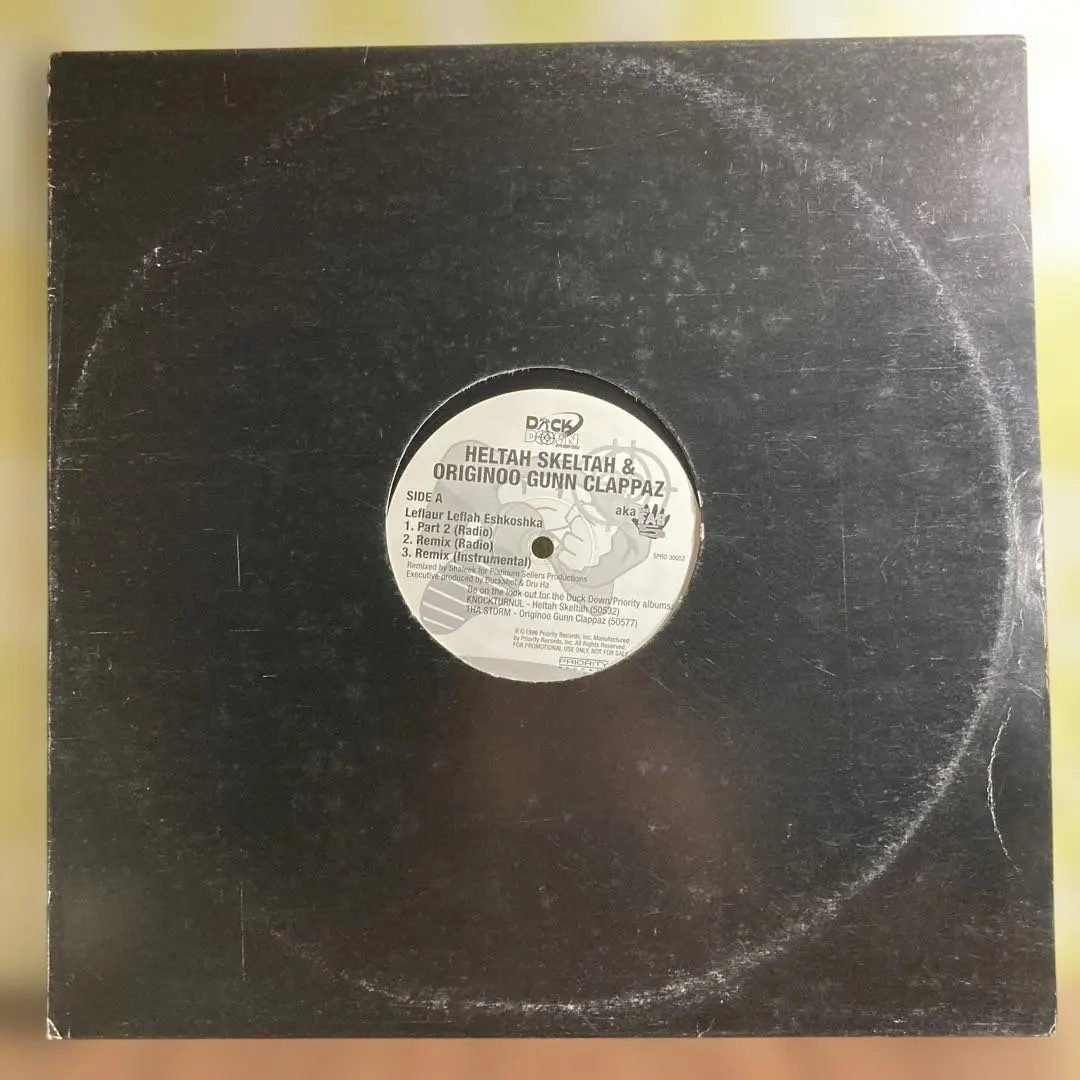 DUCK
DOWN
HELTAH SKELTAH &
ORIGINOO GUNN CLAPPAZ
SIDE A
aka FAB
Leflaur Leflah Eshkoshka
1. Part 2 (Radio)
2. Remix (Radio)
3. Remix (Instrumental)
SPRO 30052
Remixed by Shaleek for Platinum Sellers Productions
Executive produced by Buckshot & Dru Ha
Be on the look out for the Duck Down/Priority albums
KNOCKTURNUL - Heltah Skeltah (50532)
THA STORM - Originoo Gunn Clappaz (50577)
℗ © 1996 Priority Records, Inc. Manufactured
by Priority Records, Inc. All Rights Reserved.
FOR PROMOTIONAL USE ONLY, NOT FOR SALE
PRIORITY